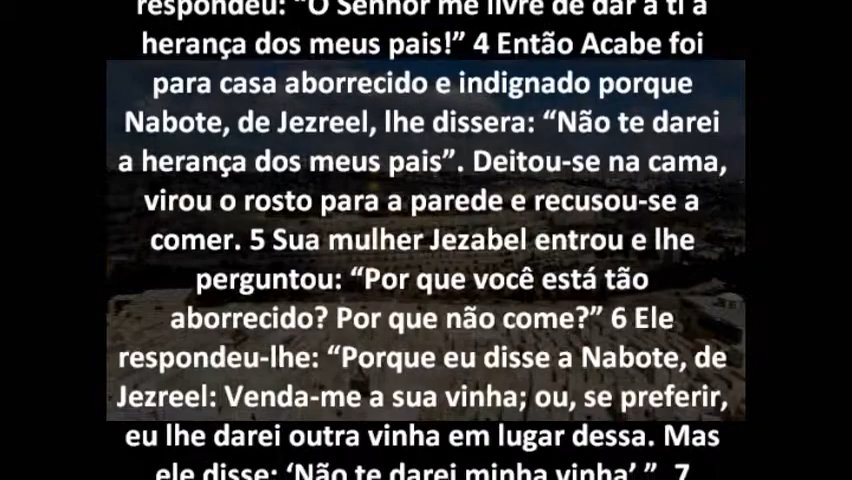 respondeu: “O Senhor me livre de dar a ti a
herança dos meus pais!” 4 Então Acabe foi
para casa aborrecido e indignado porque
Nabote, de Jezreel, lhe dissera: “Não te darei
a herança dos meus pais”. Deitou-se na cama,
virou o rosto para a parede e recusou-se a
comer. 5 Sua mulher Jezabel entrou e lhe
perguntou: “Por que você está tão
aborrecido? Por que não come?” 6 Ele
respondeu-lhe: “Porque eu disse a Nabote, de
Jezreel: Venda-me a sua vinha; ou, se preferir,
eu lhe darei outra vinha em lugar dessa. Mas
ele disse: ‘Não te darei minha vinha’ ”. 7